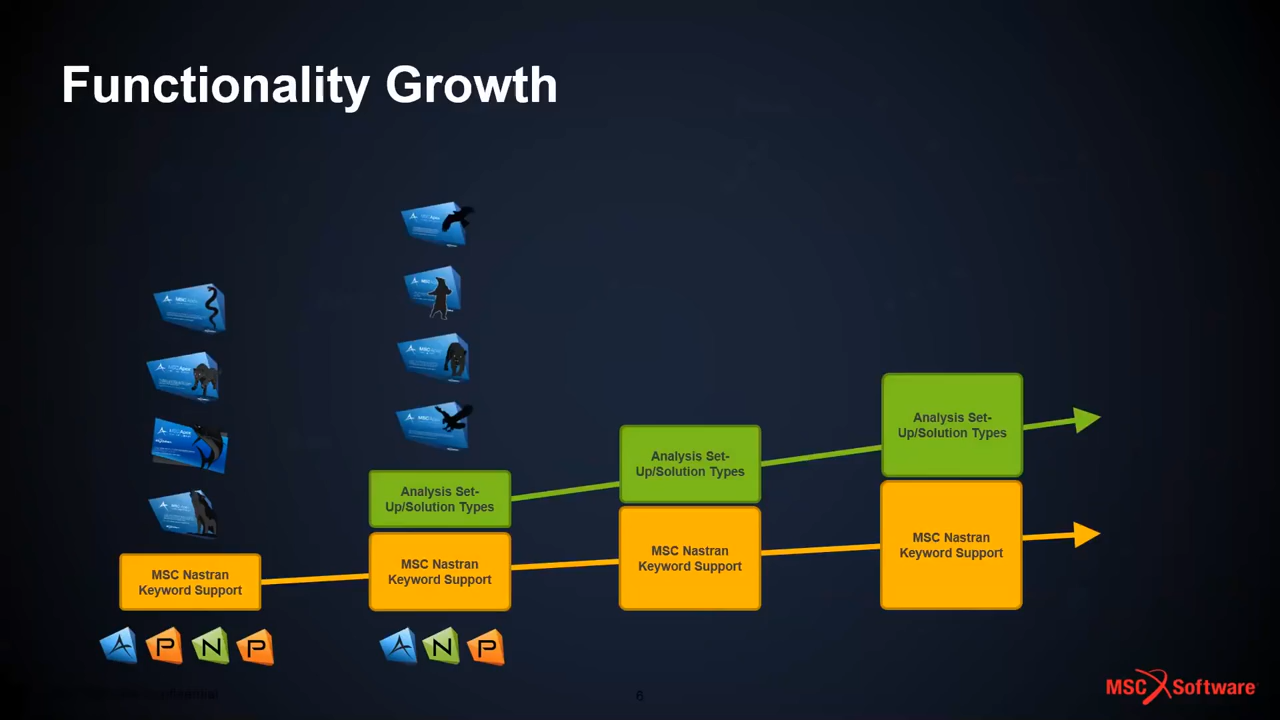 Functionality Growth
Analysis Set-
Up/Solution Types
Analysis Set-
Up/Solution Types
Analysis Set-
Up/Solution Types
MSC Nastran
Keyword Support
MSC Nastran
Keyword Support
MSC Nastran
Keyword Support
MSC Nastran
Keyword Support
P N P
N P
6
MSC Software